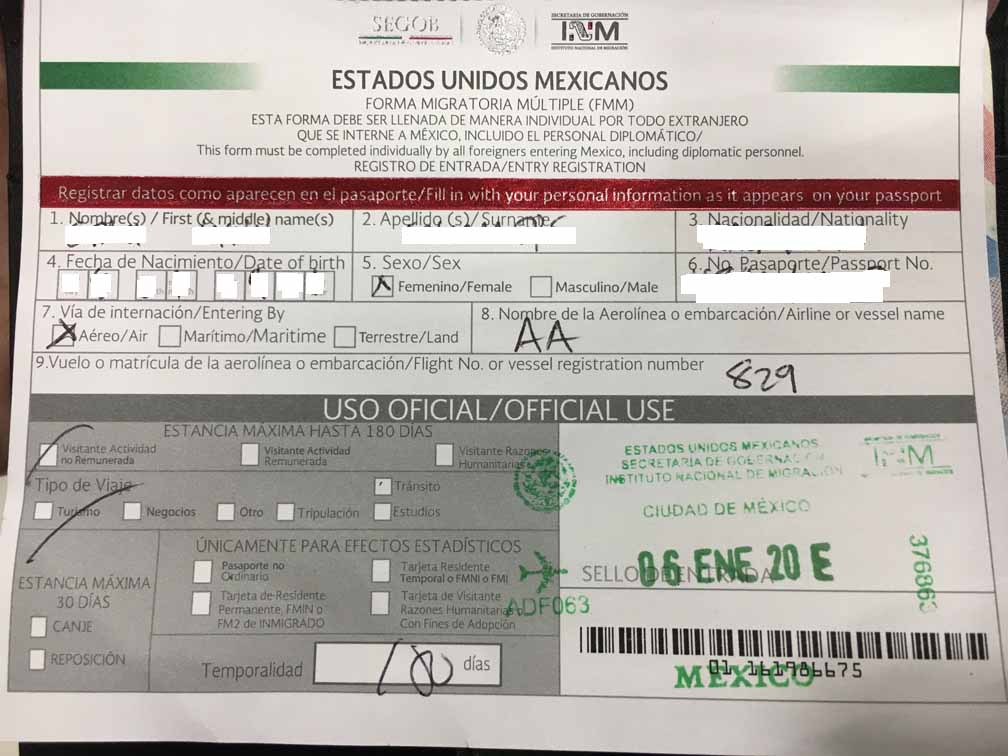 SEGOB
SECRETARÍA DE GOBERNACIÓN
INM
INSTITUTO NACIONAL DE MIGRACIÓN
ESTADOS UNIDOS MEXICANOS
FORMA MIGRATORIA MÚLTIPLE (FMM)
ESTA FORMA DEBE SER LLENADA DE MANERA INDIVIDUAL POR TODO EXTRANJERO
QUE SE INTERNE A MÉXICO, INCLUIDO EL PERSONAL DIPLOMÁTICO/
This form must be completed individually by all foreigners entering Mexico, including diplomatic personnel.
REGISTRO DE ENTRADA/ENTRY REGISTRATION
Registrar datos como aparecen en el pasaporte/Fill in with your personal information as it appears on your passport
1. Nombre(s) / First (& middle) name(s)
2. Apellido (s)/Surname
3. Nacionalidad/Nationality
4. Fecha de Nacimiento/Date of birth
5. Sexo/Sex
X Femenino/Female
Masculino/Male
6. No. Pasaporte/Passport No.
7. Vía de internación/Entering By
X Aéreo/Air
Marítimo/Maritime
Terrestre/Land
8. Nombre de la Aerolínea o embarcación/Airline or vessel name
AA
9.Vuelo o matrícula de la aerolínea o embarcación/Flight No. or vessel registration number
829
USO OFICIAL/OFFICIAL USE
ESTANCIA MÁXIMA HASTA 180 DÍAS
Visitante Actividad
no Remunerada
Visitante Actividad
Remunerada
Visitante Razones
Humanitarias
Tipo de Viaje
Tránsito
Turismo
Negocios
Otro
Tripulación
Estudios
ESTANCIA MÁXIMA
30 DÍAS
CANJE
REPOSICIÓN
ÚNICAMENTE PARA EFECTOS ESTADÍSTICOS
Pasaporte no
Ordinario
Tarjeta Residente
Temporal o FMNI o FMI
Tarjeta de Residente
Permanente, FMIN o
FM2 de INMIGRADO
Tarjeta de Visitante
Razones Humanitarias o
Con Fines de Adopción
Temporalidad
180
días
ESTADOS UNIDOS MEXICANOS
SECRETARIA DE GOBERNACION
INSTITUTO NACIONAL DE MIGRACIÓN
INM
CIUDAD DE MÉXICO
06 ENE 20 E
SELLO DE ENTRADA
ADF063
376863
01 161986675
MÉXICO